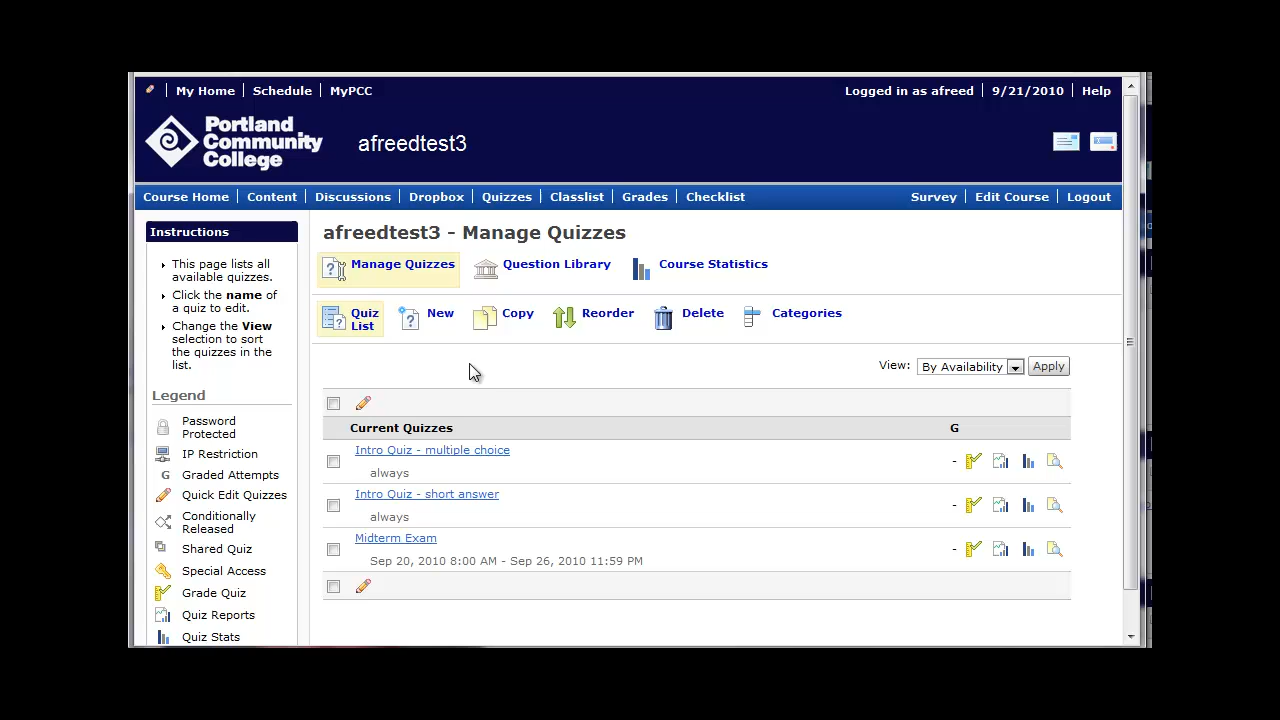 My Home Schedule MyPCC Logged in as afreed 9/21/2010 Help
Portland
Community
College
afreedtest3
Course Home Content Discussions Dropbox Quizzes Classlist Grades Checklist Survey Edit Course Logout
Instructions
This page lists all
available quizzes.
Click the name of
a quiz to edit.
Change the View
selection to sort
the quizzes in the
list.
Legend
Password
Protected
IP Restriction
G Graded Attempts
Quick Edit Quizzes
Conditionally
Released
Shared Quiz
Special Access
Grade Quiz
Quiz Reports
Quiz Stats
afreedtest3 - Manage Quizzes
Manage Quizzes Question Library Course Statistics
Quiz
List
New Copy Reorder Delete Categories
View: By Availability Apply
Current Quizzes G
Intro Quiz - multiple choice -
always
Intro Quiz - short answer -
always
Midterm Exam -
Sep 20, 2010 8:00 AM - Sep 26, 2010 11:59 PM